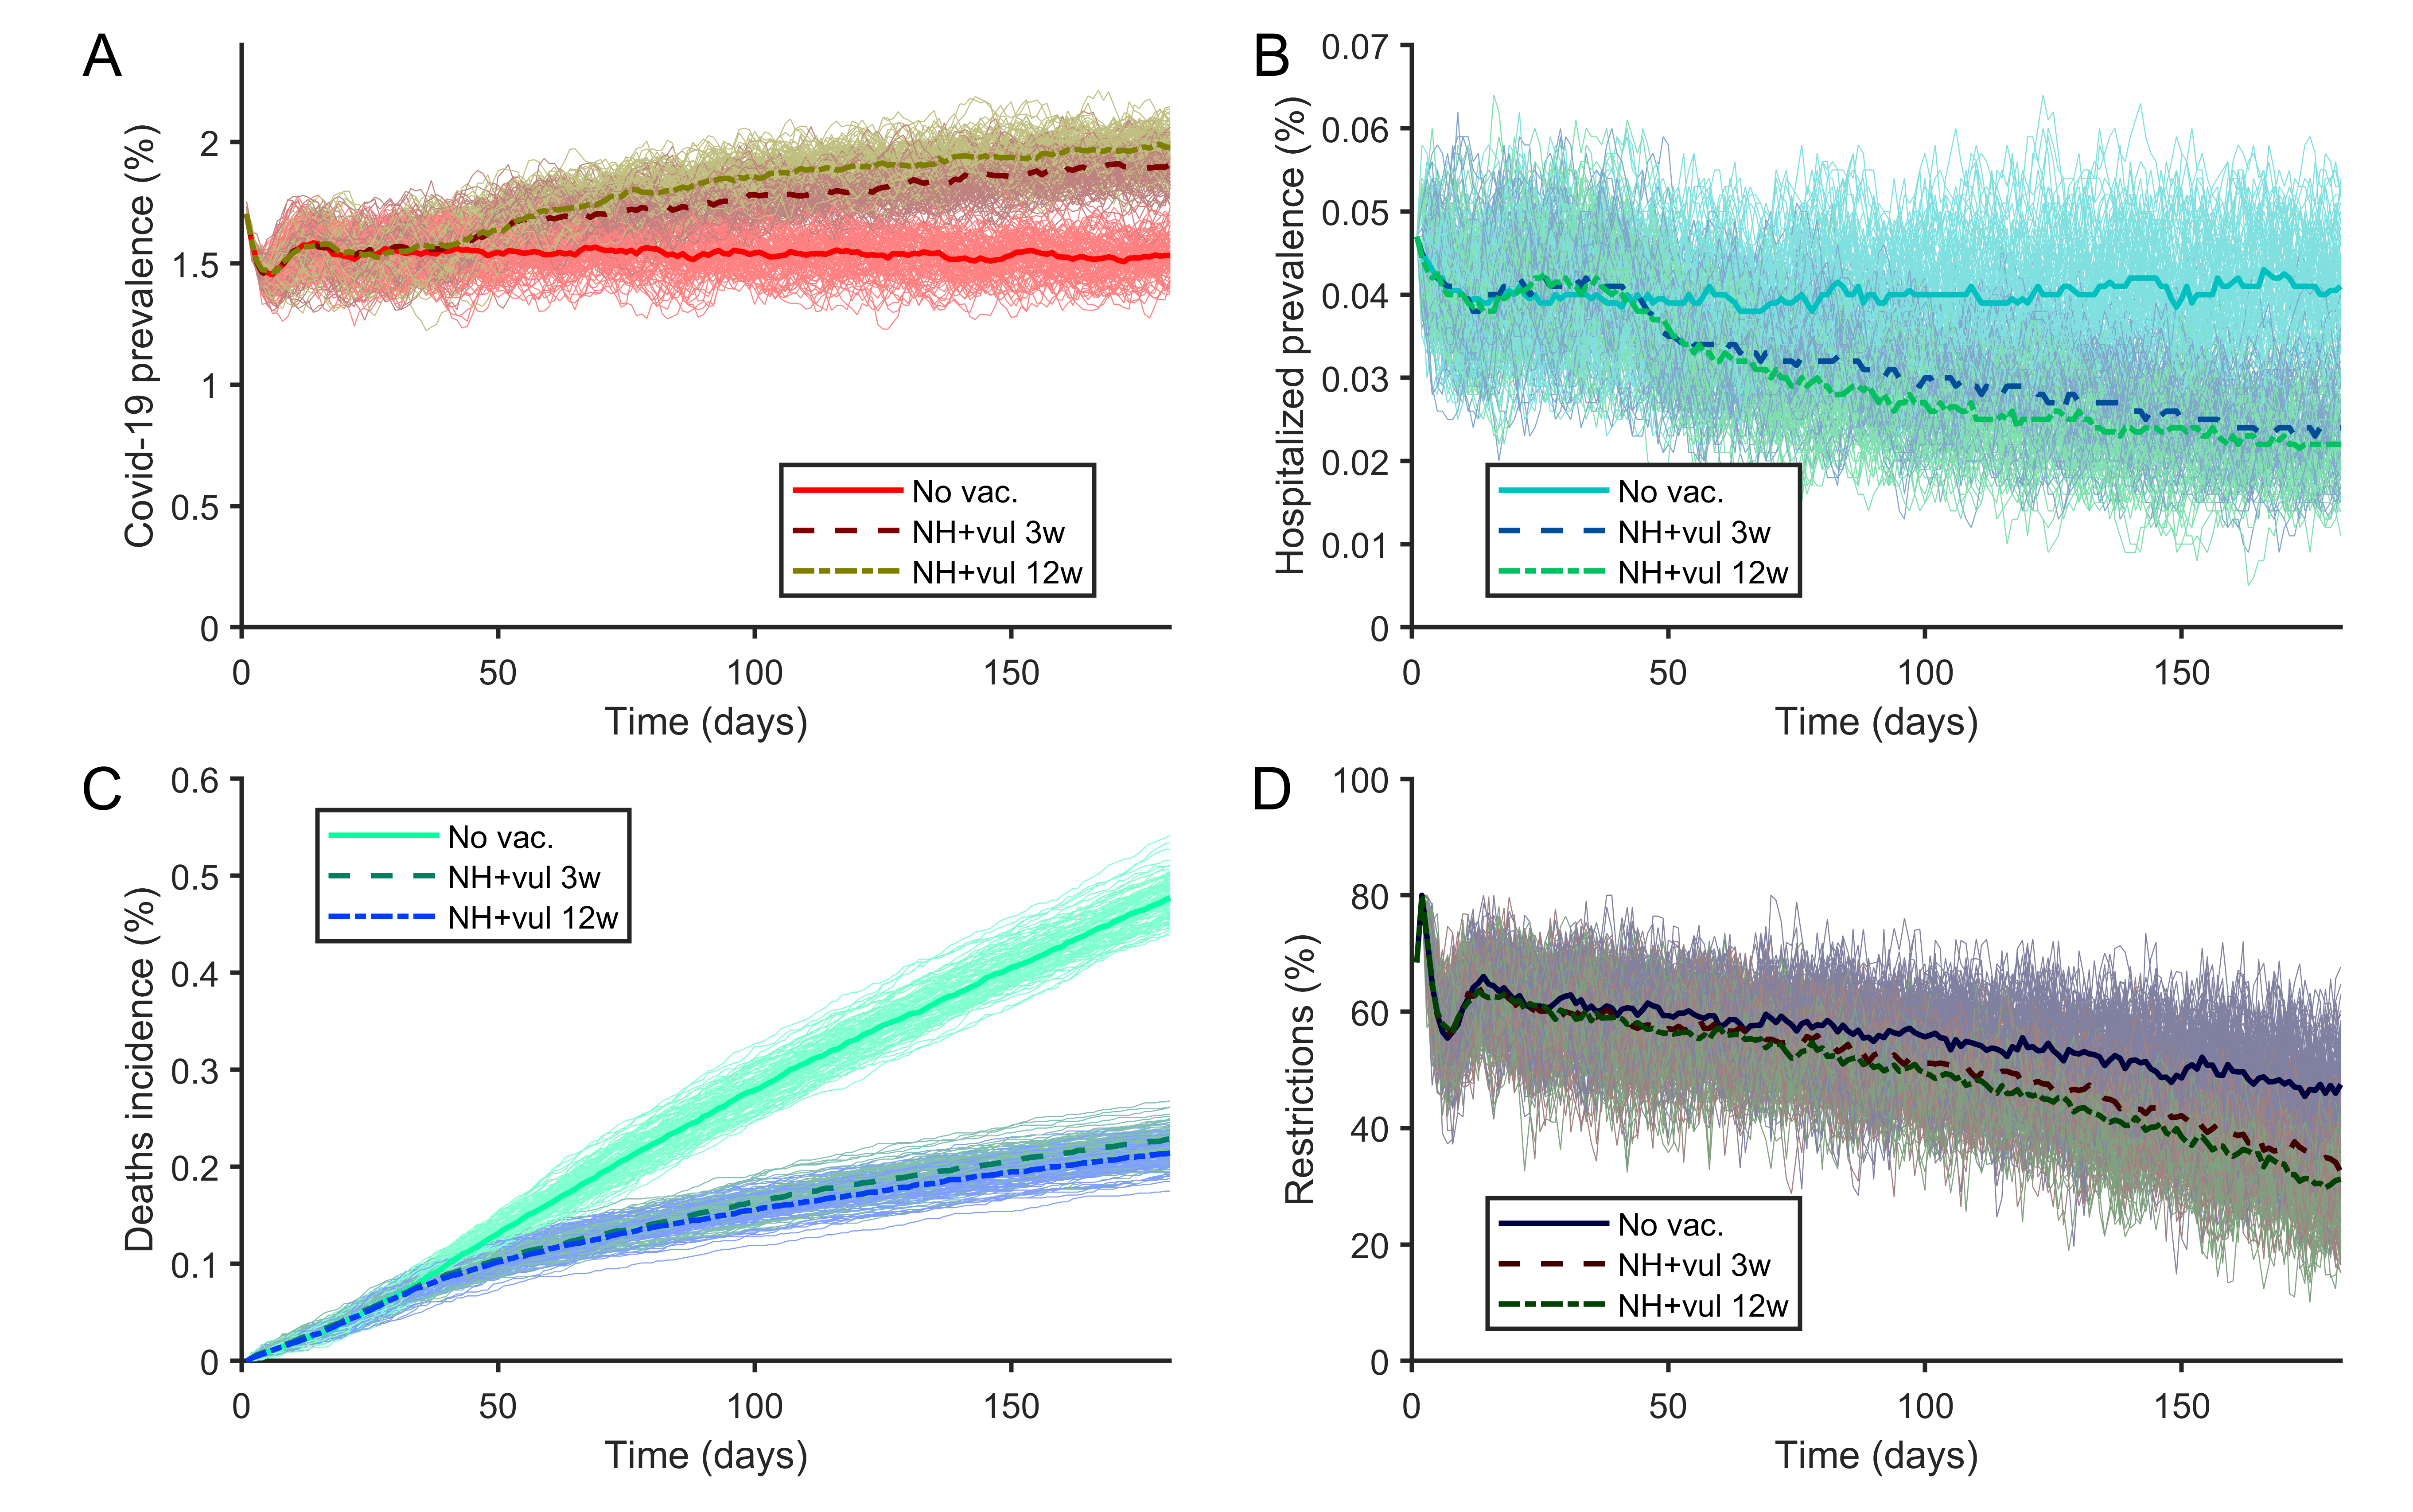 A
Covid-19 prevalence (%)
2
1.5
1
0.5
0
0 50 100 150
Time (days)
No vac.
NH+vul 3w
NH+vul 12w
B
Hospitalized prevalence (%)
0.07
0.06
0.05
0.04
0.03
0.02
0.01
0
0 50 100 150
Time (days)
No vac.
NH+vul 3w
NH+vul 12w
C
Deaths incidence (%)
0.6
0.5
0.4
0.3
0.2
0.1
0
0 50 100 150
Time (days)
No vac.
NH+vul 3w
NH+vul 12w
D
Restrictions (%)
100
80
60
40
20
0
0 50 100 150
Time (days)
No vac.
NH+vul 3w
NH+vul 12w